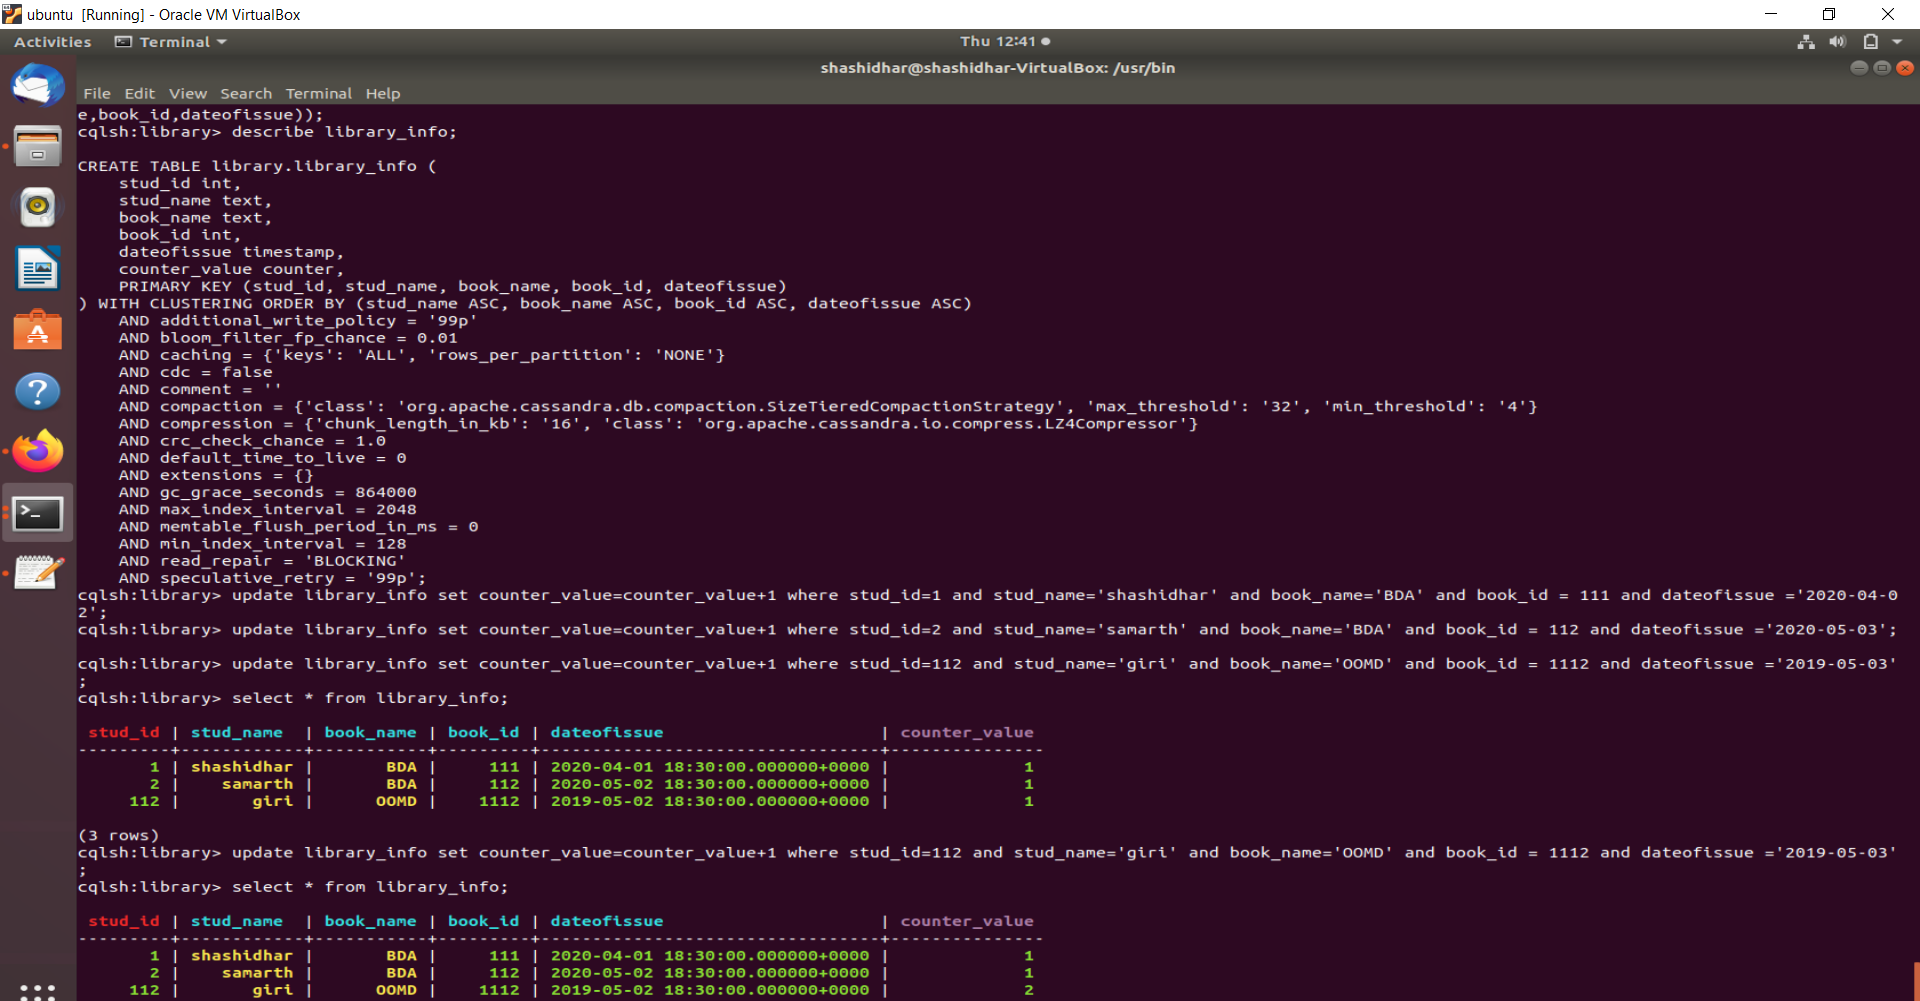 ubuntu [Running] - Oracle VM VirtualBox
Activities Terminal Thu 12:41
shashidhar@shashidhar-VirtualBox: /usr/bin
File Edit View Search Terminal Help
e,book_id,dateofissue));
cqlsh:library> describe library_info;
CREATE TABLE library.library_info (
    stud_id int,
    stud_name text,
    book_name text,
    book_id int,
    dateofissue timestamp,
    counter_value counter,
    PRIMARY KEY (stud_id, stud_name, book_name, book_id, dateofissue)
) WITH CLUSTERING ORDER BY (stud_name ASC, book_name ASC, book_id ASC, dateofissue ASC)
    AND additional_write_policy = '99p'
    AND bloom_filter_fp_chance = 0.01
    AND caching = {'keys': 'ALL', 'rows_per_partition': 'NONE'}
    AND cdc = false
    AND comment = ''
    AND compaction = {'class': 'org.apache.cassandra.db.compaction.SizeTieredCompactionStrategy', 'max_threshold': '32', 'min_threshold': '4'}
    AND compression = {'chunk_length_in_kb': '16', 'class': 'org.apache.cassandra.io.compress.LZ4Compressor'}
    AND crc_check_chance = 1.0
    AND default_time_to_live = 0
    AND extensions = {}
    AND gc_grace_seconds = 864000
    AND max_index_interval = 2048
    AND memtable_flush_period_in_ms = 0
    AND min_index_interval = 128
    AND read_repair = 'BLOCKING'
    AND speculative_retry = '99p';
cqlsh:library> update library_info set counter_value=counter_value+1 where stud_id=1 and stud_name='shashidhar' and book_name='BDA' and book_id = 111 and dateofissue ='2020-04-0
2';
cqlsh:library> update library_info set counter_value=counter_value+1 where stud_id=2 and stud_name='samarth' and book_name='BDA' and book_id = 112 and dateofissue ='2020-05-03';
cqlsh:library> update library_info set counter_value=counter_value+1 where stud_id=112 and stud_name='giri' and book_name='OOMD' and book_id = 1112 and dateofissue ='2019-05-03'
;
cqlsh:library> select * from library_info;
 stud_id | stud_name  | book_name | book_id | dateofissue                     | counter_value
---------+------------+-----------+---------+---------------------------------+---------------
       1 | shashidhar |       BDA |     111 | 2020-04-01 18:30:00.000000+0000 |             1
       2 |    samarth |       BDA |     112 | 2020-05-02 18:30:00.000000+0000 |             1
     112 |       giri |      OOMD |    1112 | 2019-05-02 18:30:00.000000+0000 |             1
(3 rows)
cqlsh:library> update library_info set counter_value=counter_value+1 where stud_id=112 and stud_name='giri' and book_name='OOMD' and book_id = 1112 and dateofissue ='2019-05-03'
;
cqlsh:library> select * from library_info;
 stud_id | stud_name  | book_name | book_id | dateofissue                     | counter_value
---------+------------+-----------+---------+---------------------------------+---------------
       1 | shashidhar |       BDA |     111 | 2020-04-01 18:30:00.000000+0000 |             1
       2 |    samarth |       BDA |     112 | 2020-05-02 18:30:00.000000+0000 |             1
     112 |       giri |      OOMD |    1112 | 2019-05-02 18:30:00.000000+0000 |             2